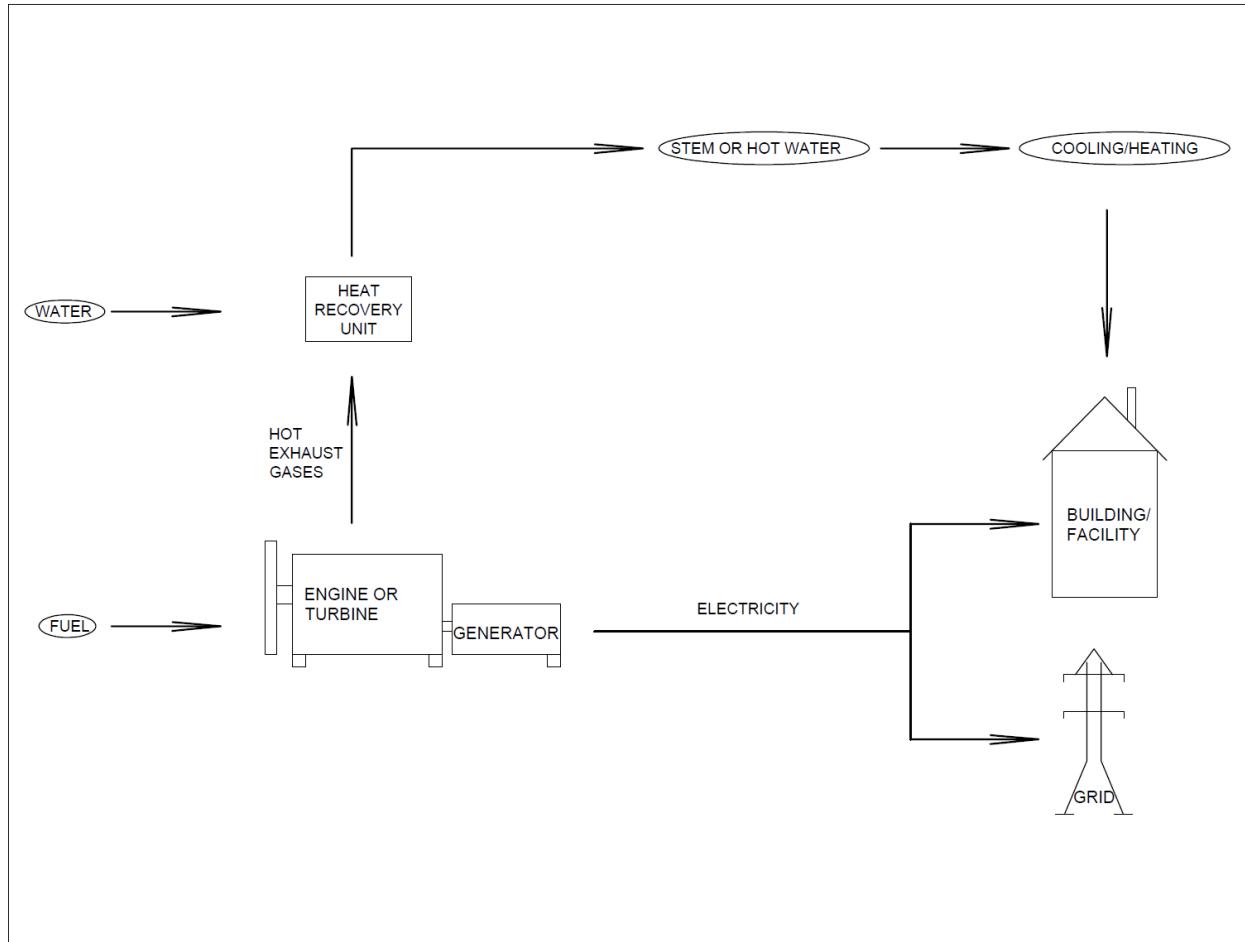 STEM OR HOT WATER
COOLING/HEATING
HEAT
RECOVERY
UNIT
WATER
HOT
EXHAUST
GASES
BUILDING/
FACILITY
ENGINE OR
TURBINE
ELECTRICITY
FUEL
GENERATOR
GRID